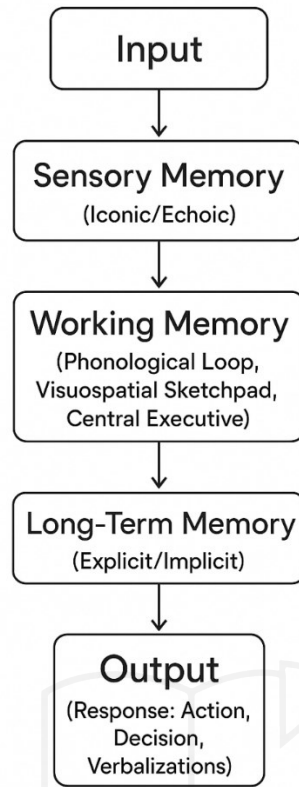 Input
Sensory Memory
(Iconic/Echoic)
Working Memory
(Phonological Loop,
Visuospatial Sketchpad,
Central Executive)
Long-Term Memory
(Explicit/Implicit)
Output
(Response: Action,
Decision,
Verbalizations)